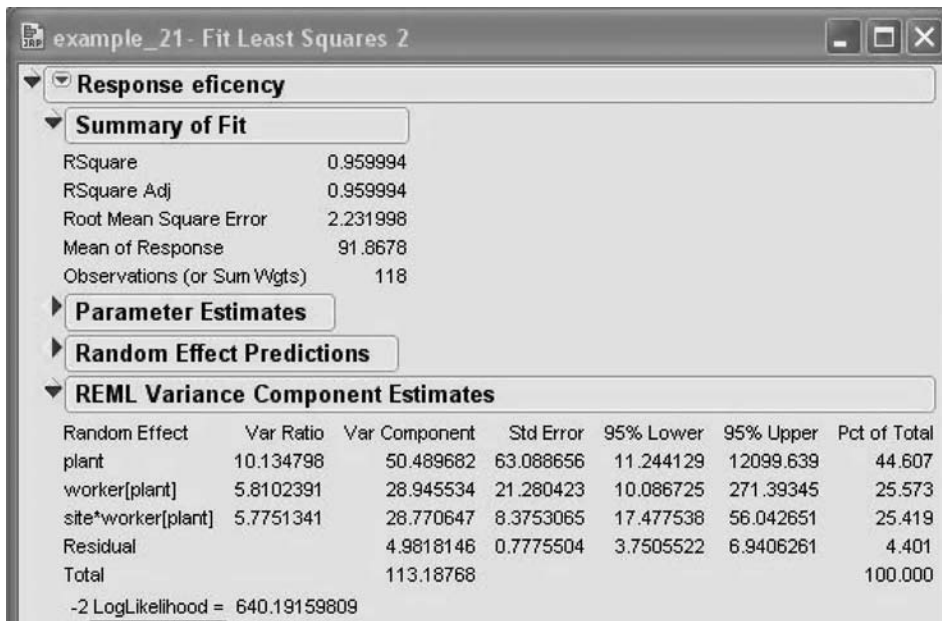 example_21- Fit Least Squares 2
Response eficency
Summary of Fit
RSquare 0.959994
RSquare Adj 0.959994
Root Mean Square Error 2.231998
Mean of Response 91.8678
Observations (or Sum Wgts) 118
Parameter Estimates
Random Effect Predictions
REML Variance Component Estimates
Random Effect Var Ratio Var Component Std Error 95% Lower 95% Upper Pct of Total
plant 10.134798 50.489682 63.088656 11.244129 12099.639 44.607
worker[plant] 5.8102391 28.945534 21.280423 10.086725 271.39345 25.573
site*worker[plant] 5.7751341 28.770647 8.3753065 17.477538 56.042651 25.419
Residual 4.9818146 0.7775504 3.7505522 6.9406261 4.401
Total 113.18768 100.000
-2 LogLikelihood = 640.19159809